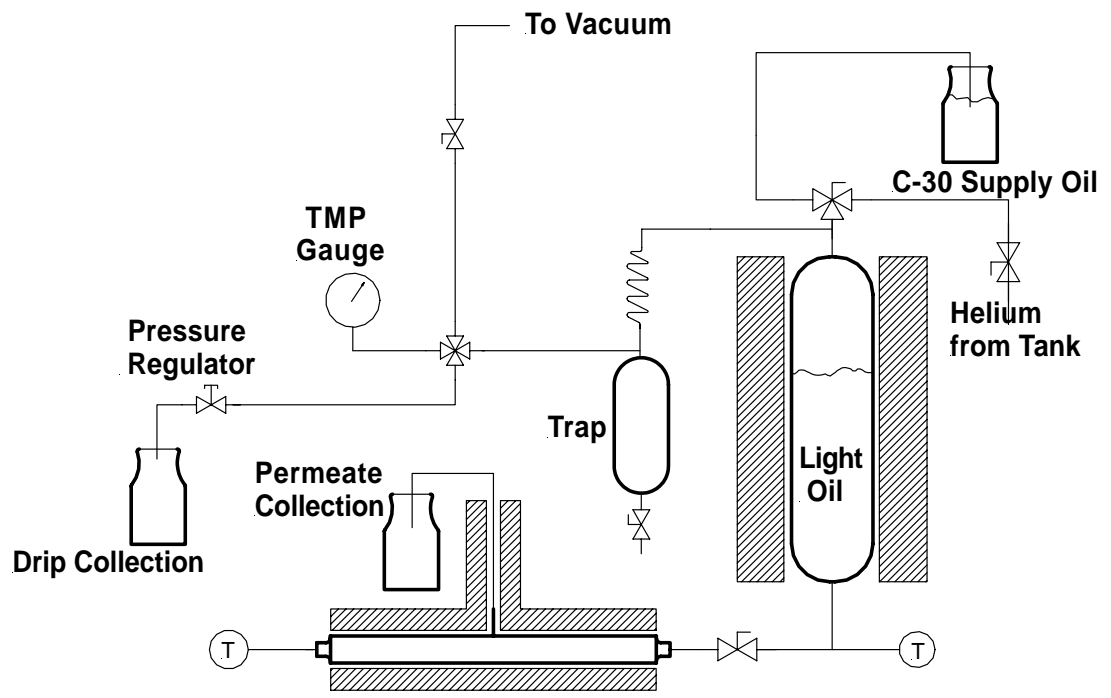 To Vacuum
C-30 Supply Oil
TMP
Gauge
Helium
from Tank
Pressure
Regulator
Trap
Light
Oil
Permeate
Collection
Drip Collection
T
T